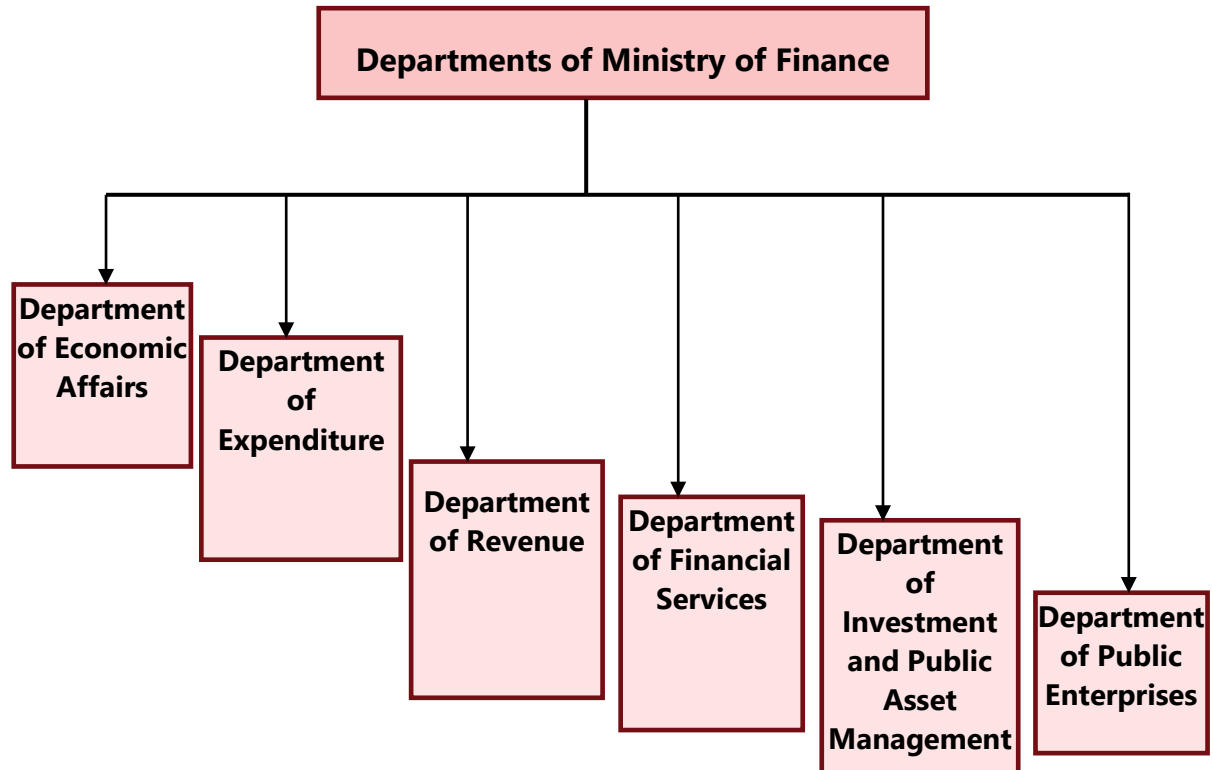 Departments of Ministry of Finance
Department
of Economic
Affairs
Department
of
Expenditure
Department
of Revenue
Department
of Financial
Services
Department
of
Investment
and Public
Asset
Management
Department
of Public
Enterprises